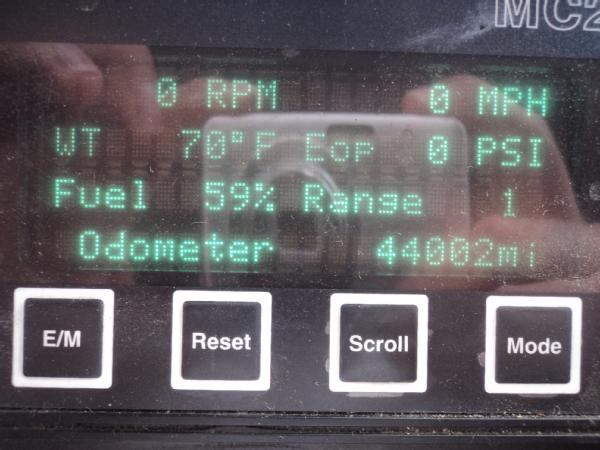 0 RPM 0 MPH
WT 70°F Eop 0 PSI
Fuel 59% Range 1
Odometer 44002mi
E/M Reset Scroll Mode